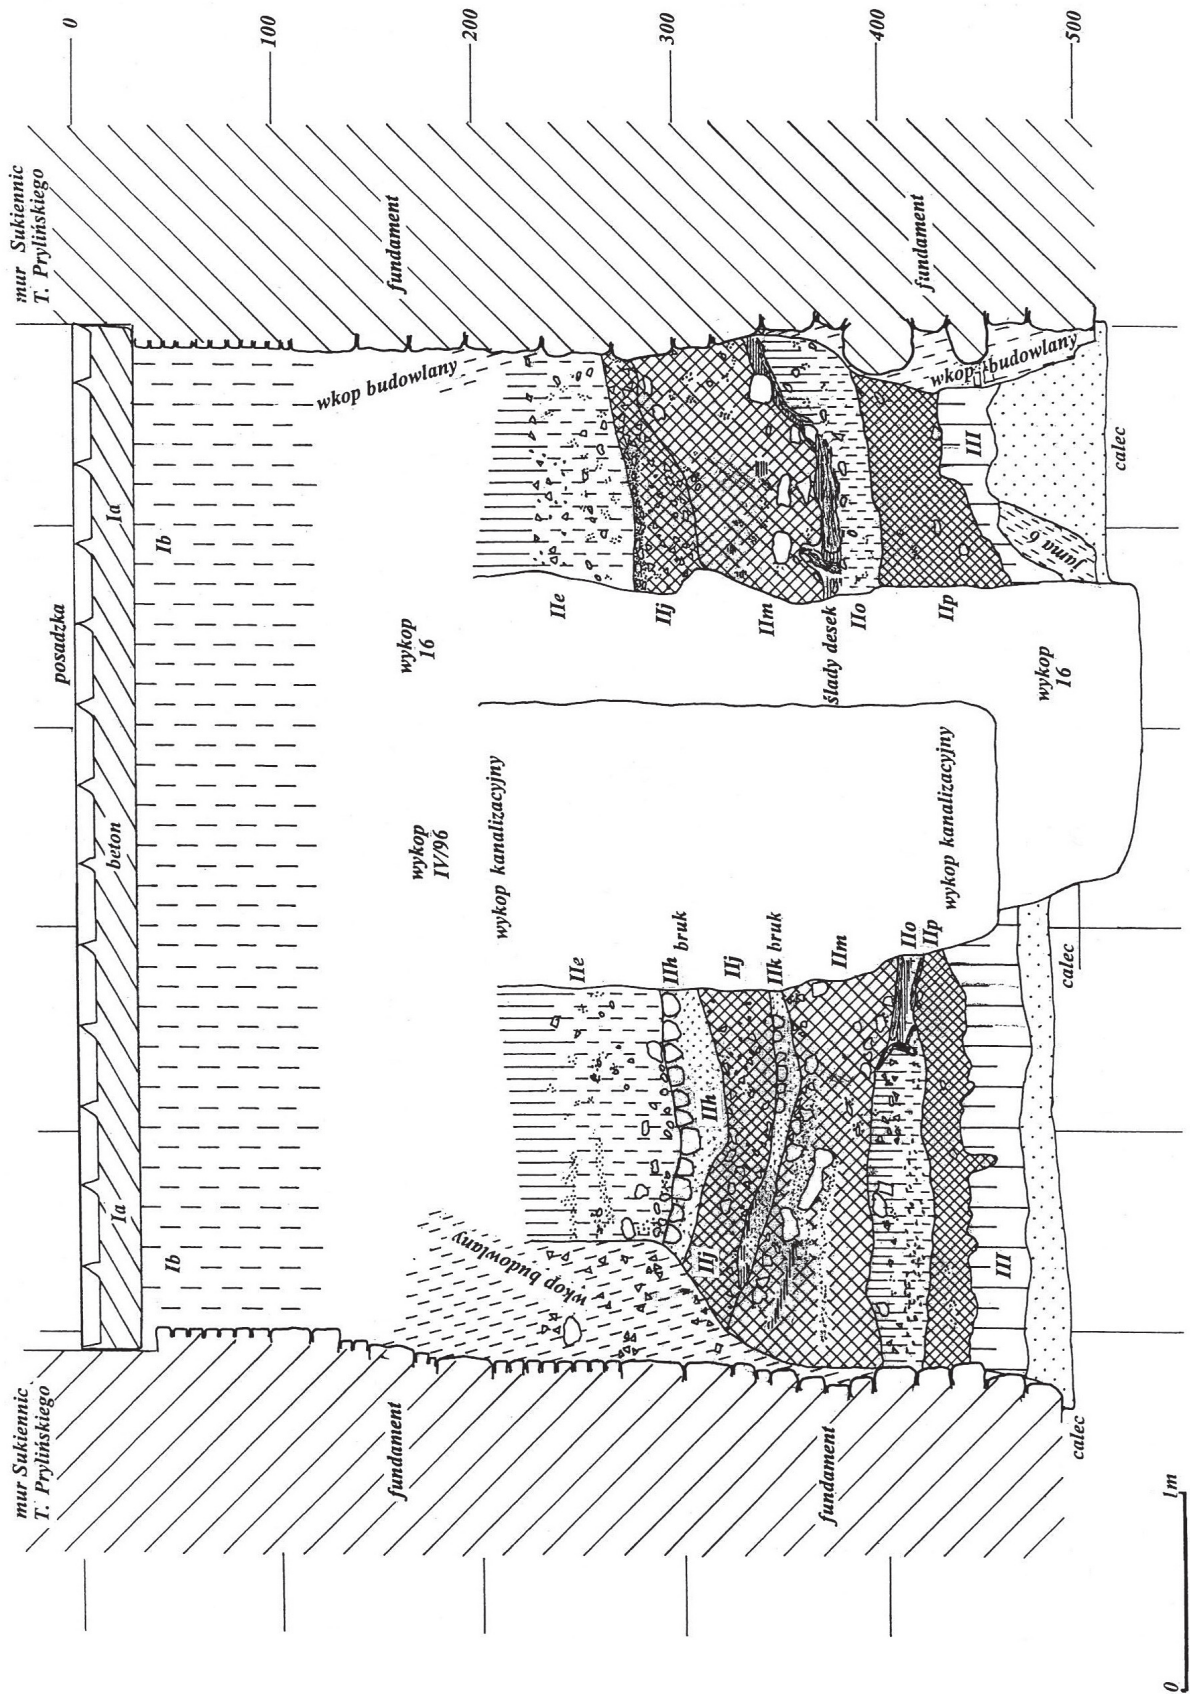 mur Sukiennic
T. Prylińskiego
mur Sukiennic
T. Prylińskiego
posadzka
0
Ia
beton
Ia
Ib
Ib
100
wkop budowlany
fundament
fundament
wykop
IV/96
wykop
16
200
wkop budowlany
wykop kanalizacyjny
IIe
IIe
300
IIh bruk
IIh
IIj
IIj
IIj
IIk bruk
IIm
IIm
ślady desek
400
IIo
IIo
IIp
IIp
wykop kanalizacyjny
fundament
fundament
wkop budowlany
III
III
Jama 6
wykop
16
500
calec
calec
calec
0
1m